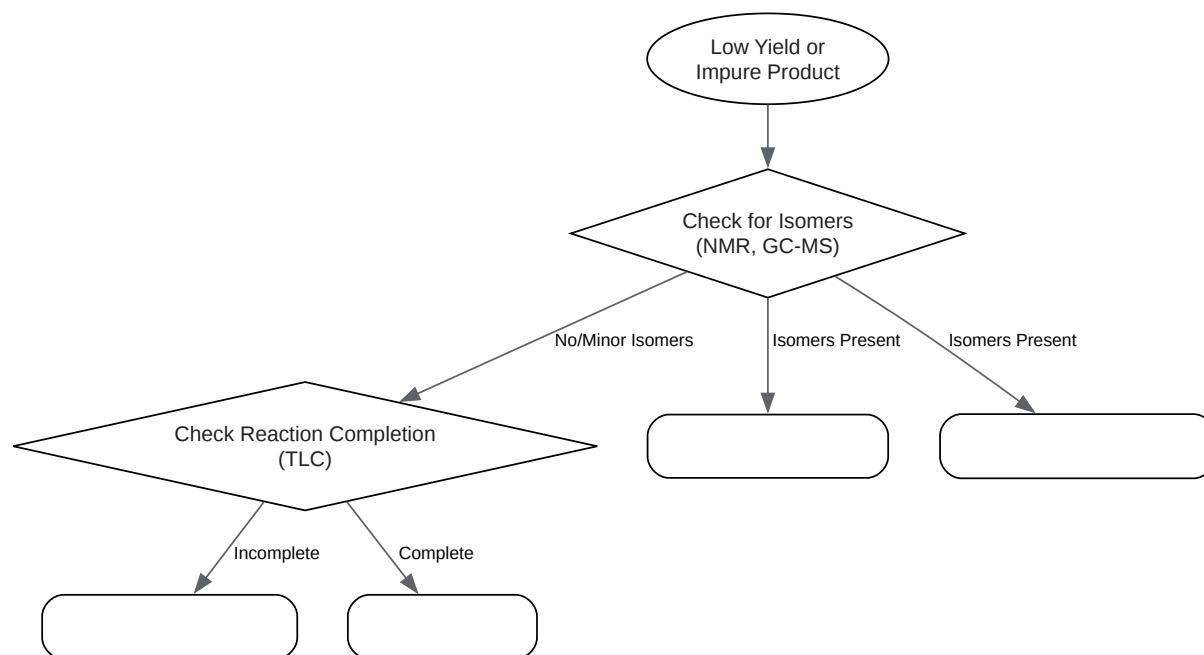 Low Yield or
Impure Product
Check for Isomers
(NMR, GC-MS)
No/Minor Isomers
Isomers Present
Isomers Present
Check Reaction Completion
(TLC)
Incomplete
Complete